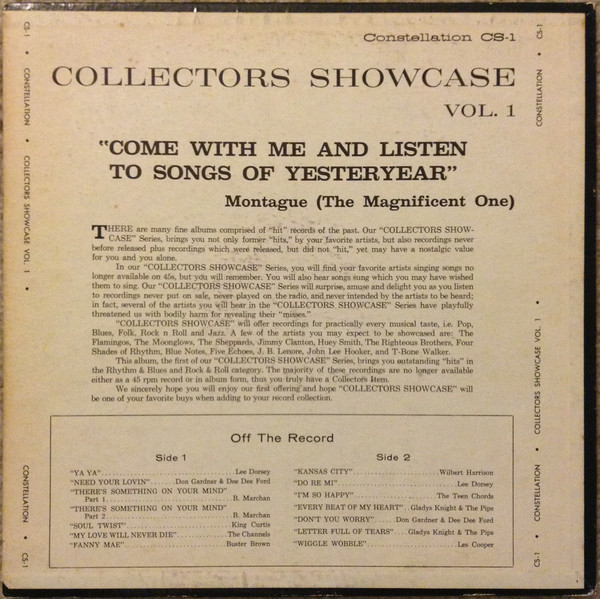 Constellation CS-1
COLLECTORS SHOWCASE
VOL. 1
"COME WITH ME AND LISTEN
TO SONGS OF YESTERYEAR"
Montague (The Magnificent One)
THERE are many fine albums comprised of "hit" records of the past. Our "COLLECTORS SHOW-
CASE" Series, brings you not only former "hits," by your favorite artists, but also recordings never
before released plus recordings which were released, but did not "hit," yet may have a nostalgic value
for you and you alone.
In our "COLLECTORS SHOWCASE" Series, you will find your favorite artists singing songs no
longer available on 45s, but you will remember. You will also hear songs sung which you may have wished
them to sing. Our "COLLECTORS SHOWCASE" Series will surprise, amuse and delight you as you listen
to recordings never put on sale, never played on the radio, and never intended by the artists to be heard;
in fact, several of the artists you will hear in the "COLLECTORS SHOWCASE" Series have playfully
threatened us with bodily harm for revealing their "misses."
"COLLECTORS SHOWCASE" will offer recordings for practically every musical taste, i.e. Pop,
Blues, Folk, Rock n Roll and Jazz. A few of the artists you may expect to be showcased are: The
Flamingos, The Moonglows, The Sheppards, Jimmy Clanton, Huey Smith, The Righteous Brothers, Four
Shades of Rhythm, Blue Notes, Five Echoes, J. B. Lenore, John Lee Hooker, and T-Bone Walker.
This album, the first of our "COLLECTORS SHOWCASE" Series, brings you outstanding "hits" in
the Rhythm & Blues and Rock & Roll category. The majority of these recordings are no longer available
either as a 45 rpm record or in album form, thus you truly have a Collectors Item.
We sincerely hope you will enjoy our first offering and hope "COLLECTORS SHOWCASE" will
be one of your favorite buys when adding to your record collection.
Off The Record
Side 1
"YA YA" Lee Dorsey
"NEED YOUR LOVIN" Don Gardner & Dee Dee Ford
"THERE'S SOMETHING ON YOUR MIND"
Part 1 B. Marchan
"THERE'S SOMETHING ON YOUR MIND"
Part 2 B. Marchan
"SOUL TWIST" King Curtis
"MY LOVE WILL NEVER DIE" The Channels
"FANNY MAE" Buster Brown
Side 2
"KANSAS CITY" Wilbert Harrison
"DO RE MI" Lee Dorsey
"I'M SO HAPPY" The Teen Chords
"EVERY BEAT OF MY HEART" Gladys Knight & The Pips
"DON'T YOU WORRY" Don Gardner & Dee Dee Ford
"LETTER FULL OF TEARS" Gladys Knight & The Pips
"WIGGLE WOBBLE" Les Cooper
CS-1 • CONSTELLATION • COLLECTORS SHOWCASE VOL. 1 •
CONSTELLATION • CS-1
CONSTELLATION • CS-1
CS-1 • CONSTELLATION • COLLECTORS SHOWCASE VOL. 1 •